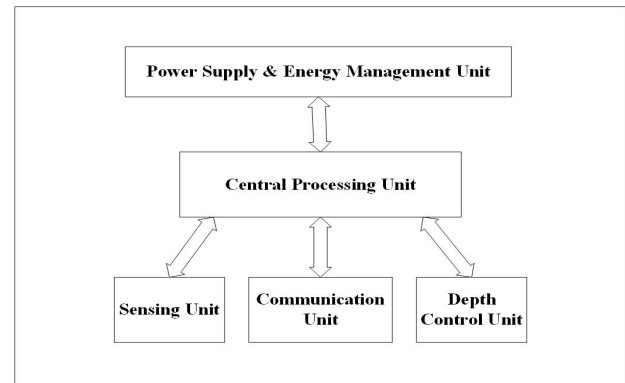 Power Supply & Energy Management Unit
Central Processing Unit
Sensing Unit
Communication
Unit
Depth
Control Unit